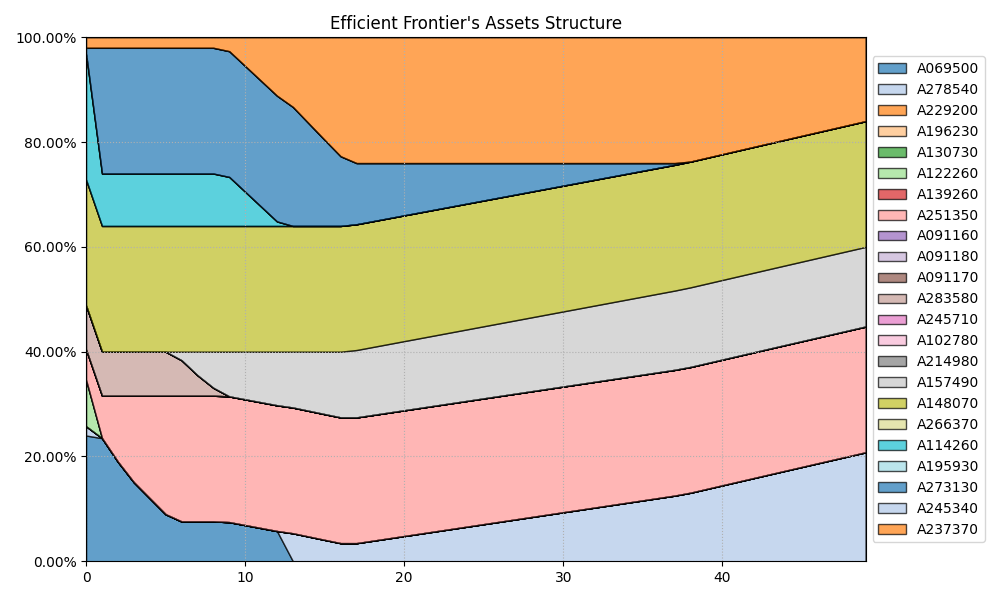 Efficient Frontier's Assets Structure
100.00%
80.00%
60.00%
40.00%
20.00%
0.00%
0
10
20
30
40
A069500
A278540
A229200
A196230
A130730
A122260
A139260
A251350
A091160
A091180
A091170
A283580
A245710
A102780
A214980
A157490
A148070
A266370
A114260
A195930
A273130
A245340
A237370